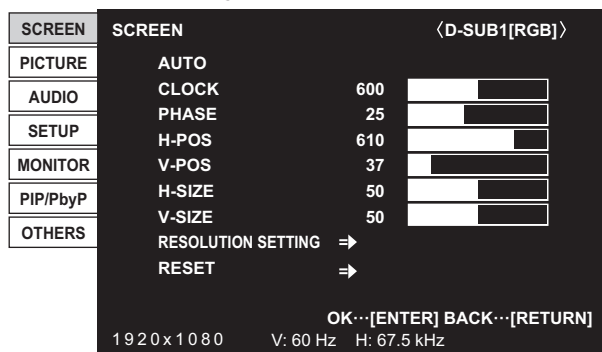 SCREEN
PICTURE
AUDIO
SETUP
MONITOR
PIP/PbyP
OTHERS
SCREEN 〈D-SUB1[RGB]〉
AUTO
CLOCK 600
PHASE 25
H-POS 610
V-POS 37
H-SIZE 50
V-SIZE 50
RESOLUTION SETTING
RESET
OK···[ENTER] BACK···[RETURN]
1920x1080 V: 60 Hz H: 67.5 kHz